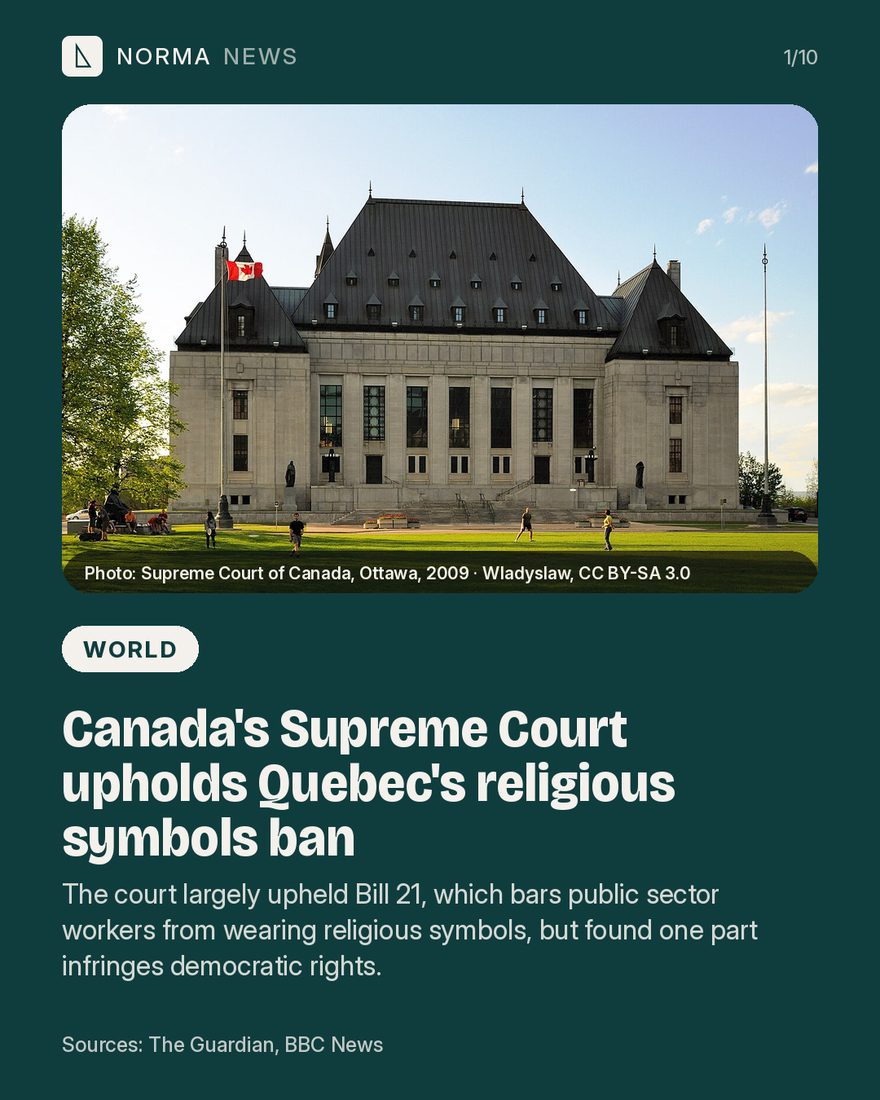 NORMA NEWS
1/10
Photo: Supreme Court of Canada, Ottawa, 2009 · Wladyslaw, CC BY-SA 3.0
WORLD
Canada's Supreme Court
upholds Quebec's religious
symbols ban
The court largely upheld Bill 21, which bars public sector
workers from wearing religious symbols, but found one part
infringes democratic rights.
Sources: The Guardian, BBC News